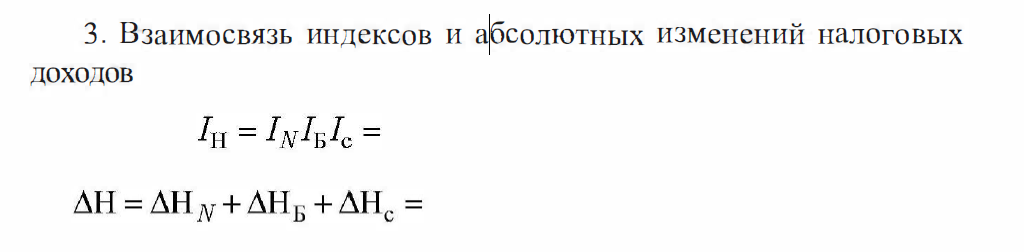 3. Взаимосвязь индексов и абсолютных изменений налоговых
доходов
I_Н = I_N I_Б I_с =
ΔН = ΔН_N + ΔН_Б + ΔН_с =